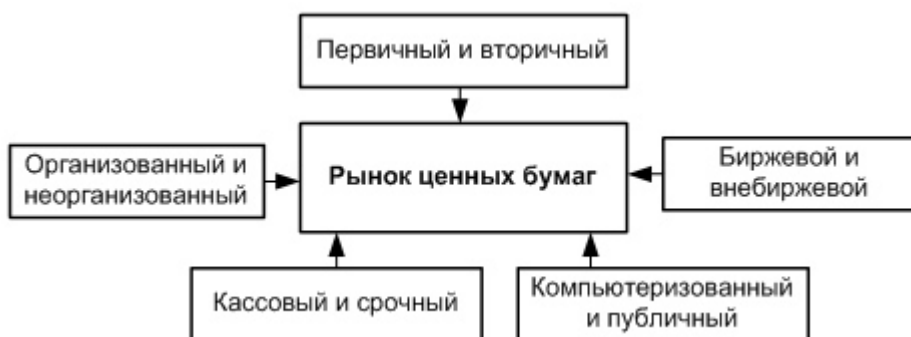 Первичный и вторичный
Организованный и
неорганизованный
Рынок ценных бумаг
Биржевой и
внебиржевой
Кассовый и срочный
Компьютеризованный
и публичный